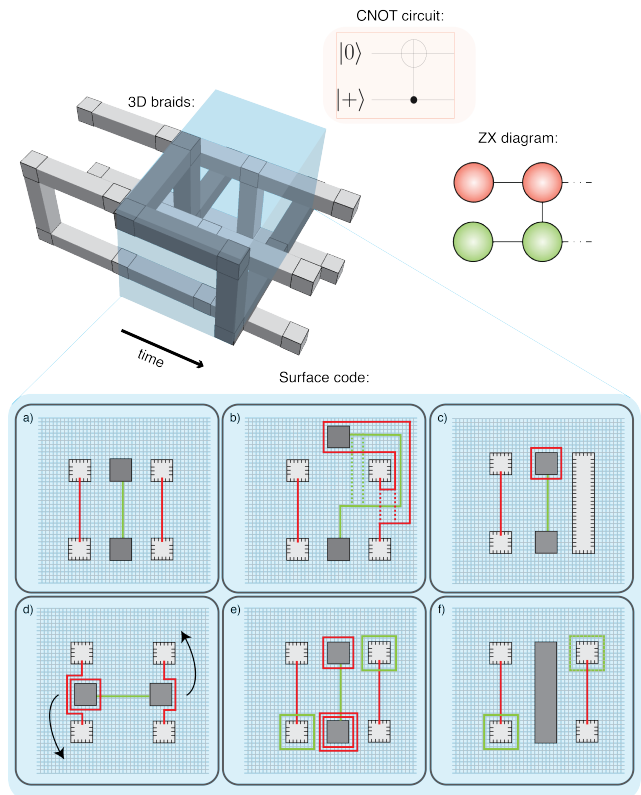 CNOT circuit:
|0⟩
|+⟩
3D braids:
ZX diagram:
time
Surface code:
a)
b)
c)
d)
e)
f)